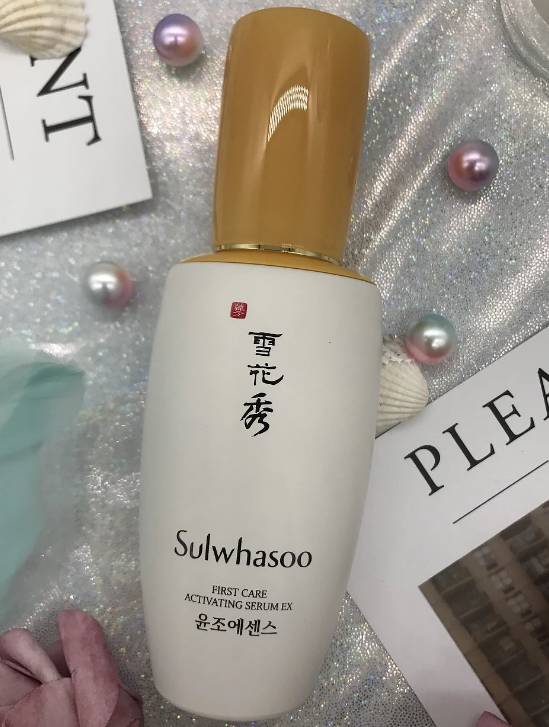 NT
PLEA
雪花秀
Sulwhasoo
FIRST CARE
ACTIVATING SERUM EX
윤조에센스